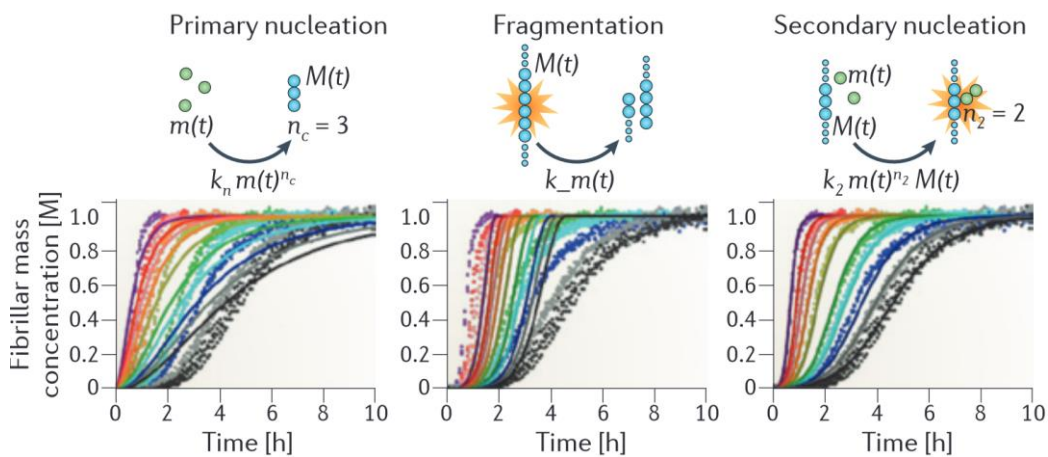 Primary nucleation
m(t)
M(t)
n_c = 3
k_n m(t)^{n_c}
Fragmentation
M(t)
k_m(t)
Secondary nucleation
m(t)
M(t)
n_2 = 2
k_2 m(t)^{n_2} M(t)
Fibrillar mass
concentration [M]
1.0
0.8
0.6
0.4
0.2
0
0 2 4 6 8 10
Time [h]
1.0
0.8
0.6
0.4
0.2
0
0 2 4 6 8 10
Time [h]
1.0
0.8
0.6
0.4
0.2
0
0 2 4 6 8 10
Time [h]